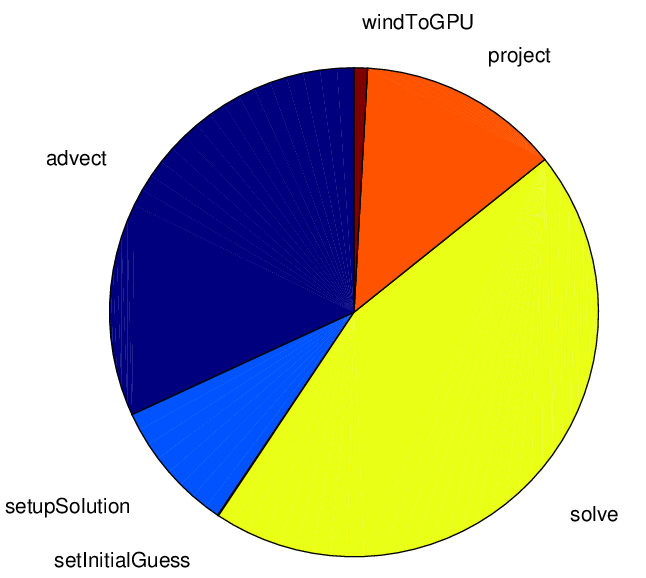 windToGPU
project
advect
setupSolution
solve
setInitialGuess